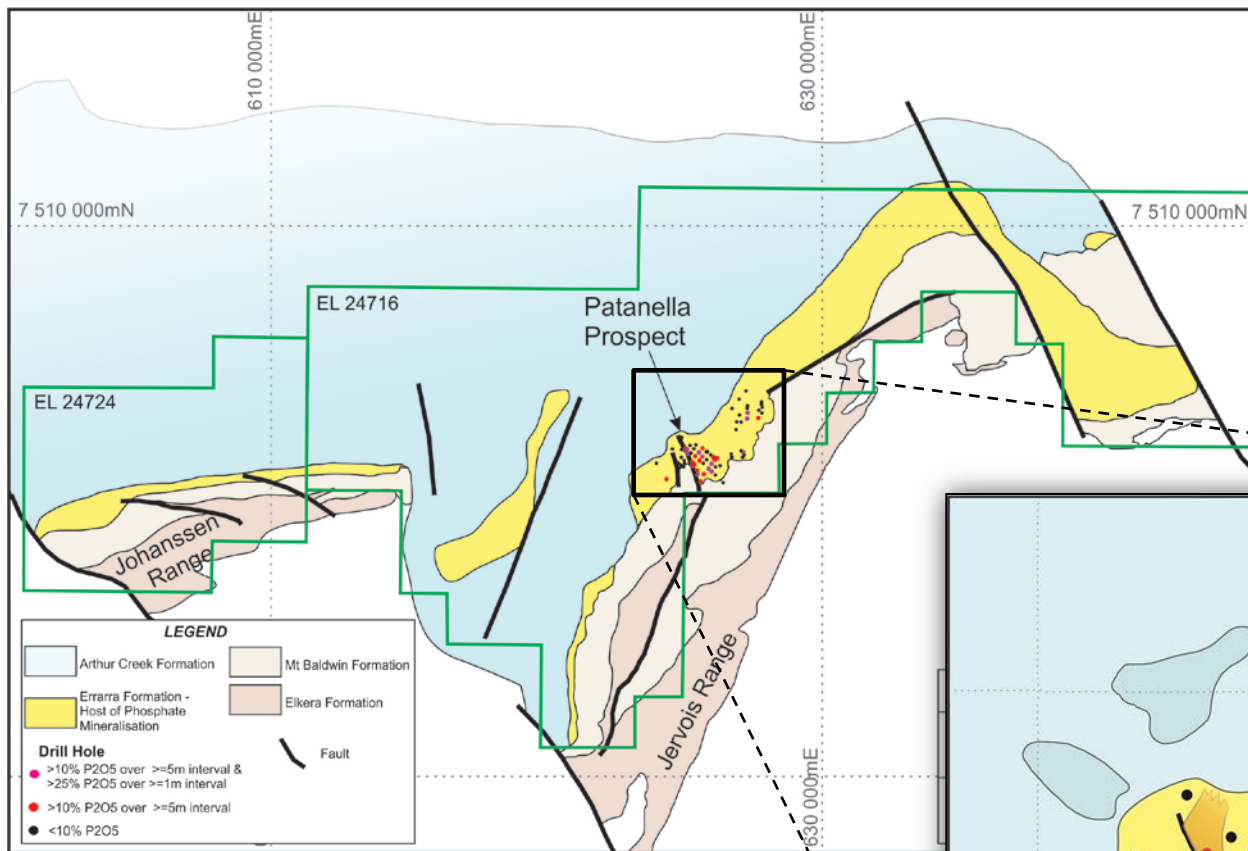 610 000mE
630 000mE
7 510 000mN
7 510 000mN
EL 24716
Patanella
Prospect
EL 24724
Johanssen
Range
Jervois Range
630 000mE
LEGEND
Arthur Creek Formation
Mt Baldwin Formation
Errarra Formation -
Host of Phosphate
Mineralisation
Elkera Formation
Drill Hole
Fault
>10% P2O5 over >=5m interval &
>25% P2O5 over >=1m interval
>10% P2O5 over >=5m interval
<10% P2O5